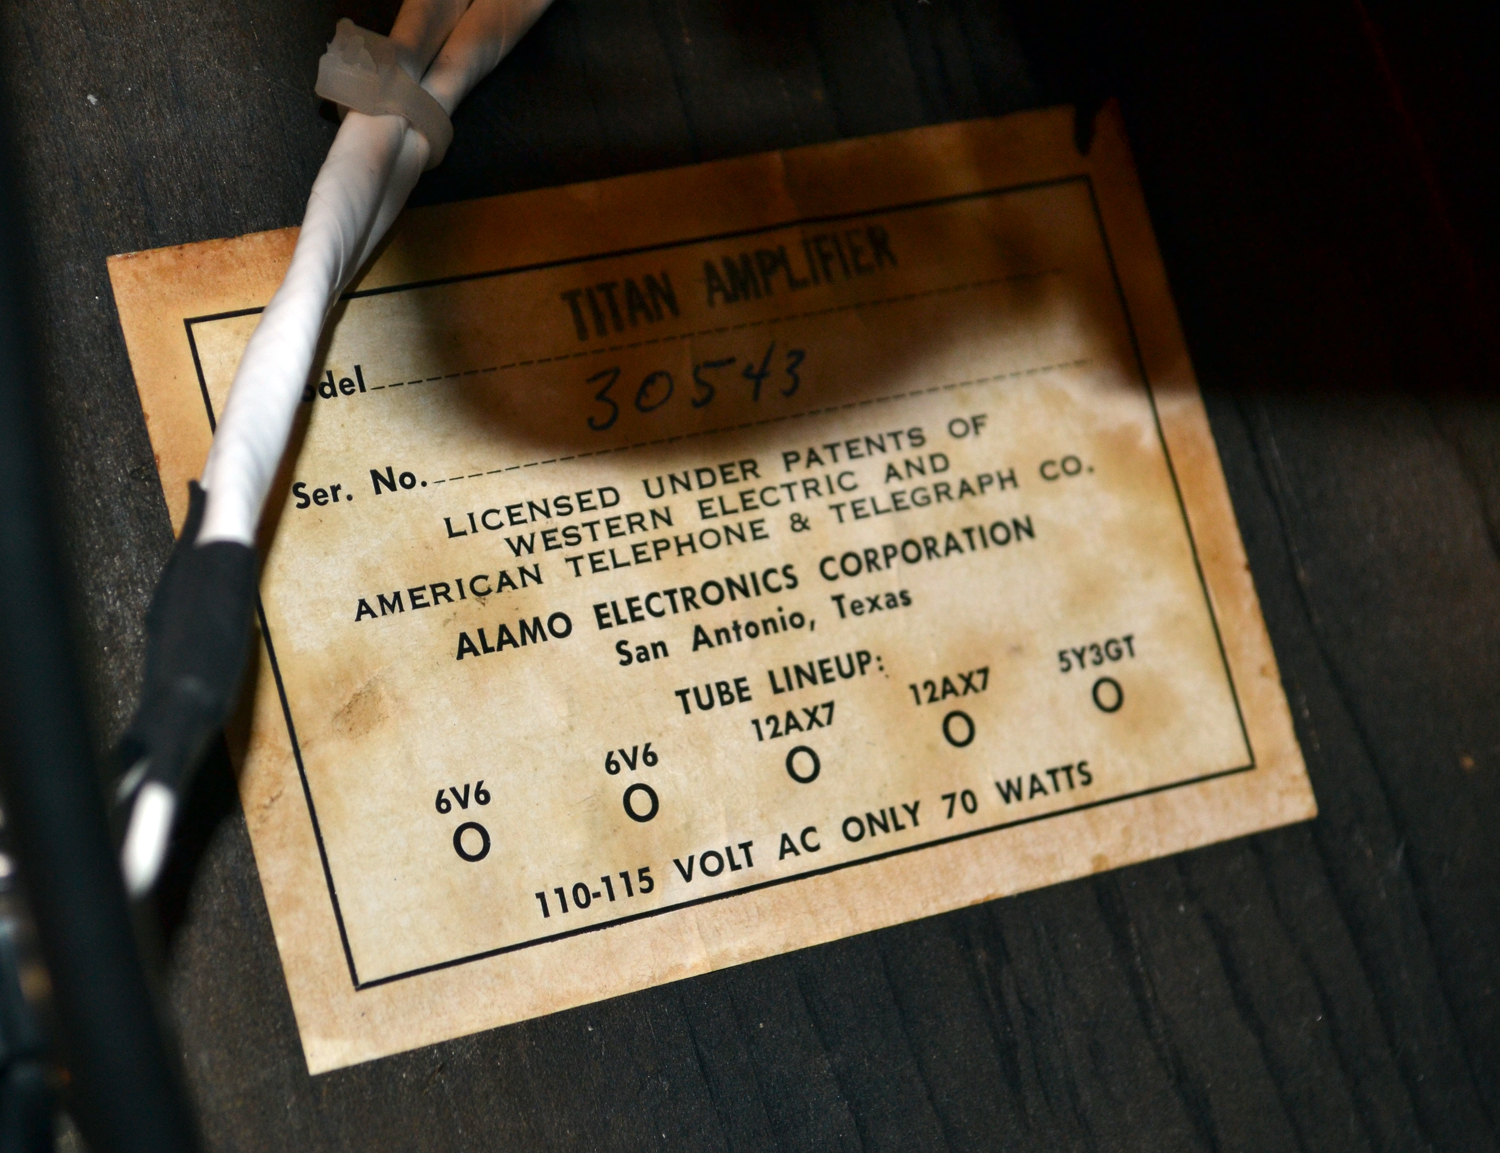 TITAN AMPLIFIER
odel
30543
Ser. No.
LICENSED UNDER PATENTS OF
WESTERN ELECTRIC AND
AMERICAN TELEPHONE & TELEGRAPH CO.
ALAMO ELECTRONICS CORPORATION
San Antonio, Texas
TUBE LINEUP:
6V6 6V6 12AX7 12AX7 5Y3GT
110-115 VOLT AC ONLY 70 WATTS